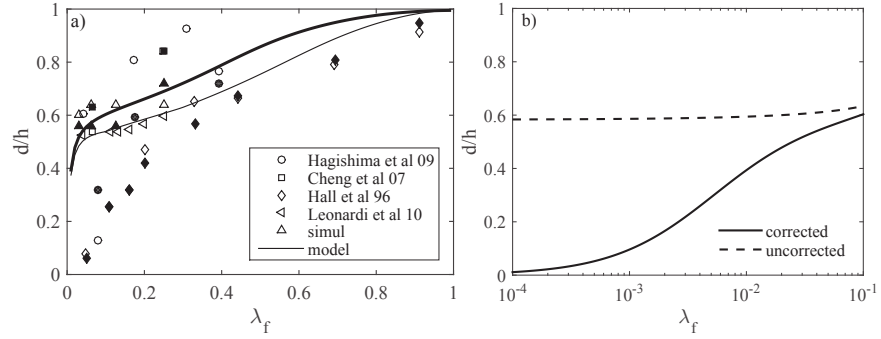 a)
d/h
1
0.8
0.6
0.4
0.2
0
0 0.2 0.4 0.6 0.8 1
λf
Hagishima et al 09
Cheng et al 07
Hall et al 96
Leonardi et al 10
simul
model
b)
d/h
1
0.8
0.6
0.4
0.2
0
10-4 10-3 10-2 10-1
λf
corrected
uncorrected